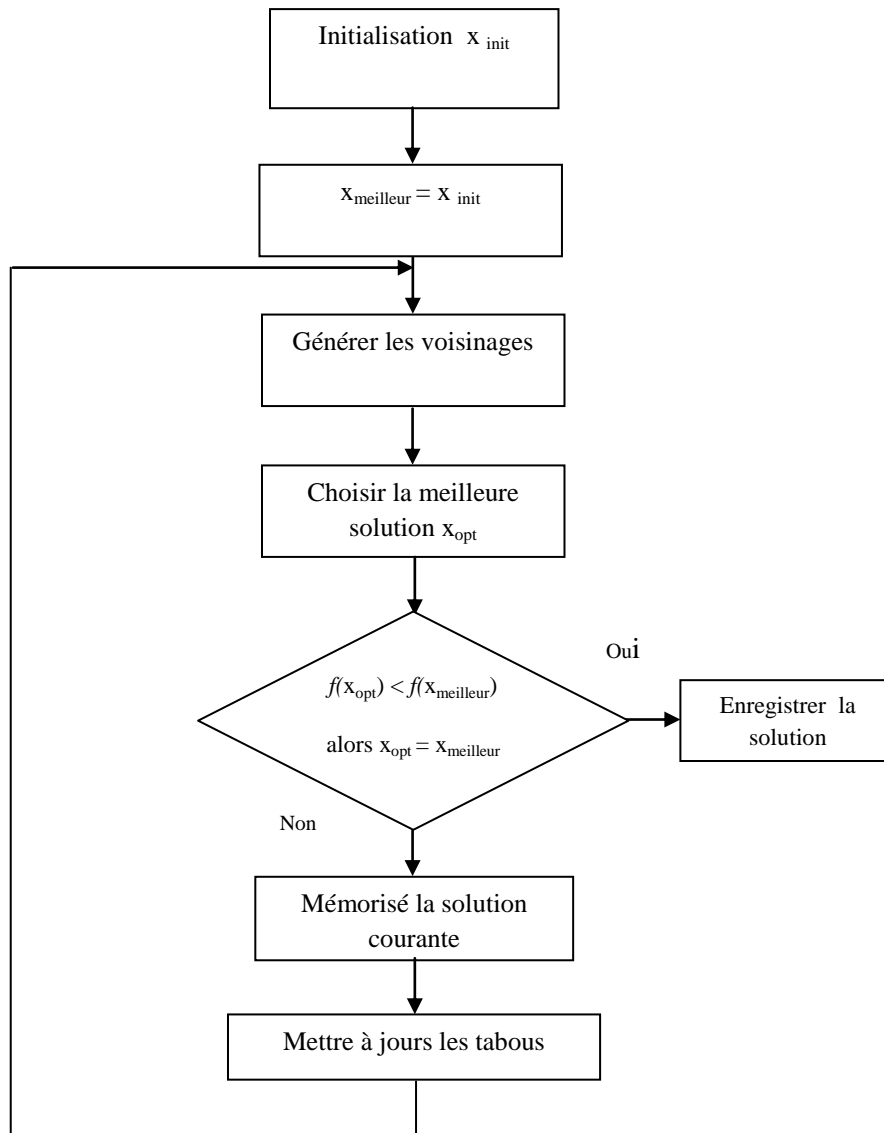 Initialisation x init
xmeilleur = x init
Générer les voisinages
Choisir la meilleure
solution xopt
f(xopt) < f(xmeilleur)
alors xopt = xmeilleur
Oui
Enregistrer la
solution
Non
Mémorisé la solution
courante
Mettre à jours les tabous